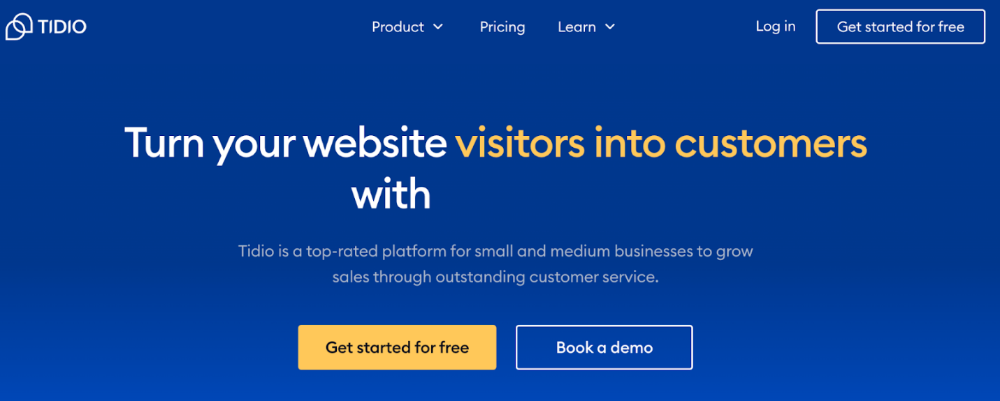 TIDIO
Product
Pricing
Learn
Log in
Get started for free
Turn your website visitors into customers
with
Tidio is a top-rated platform for small and medium businesses to grow
sales through outstanding customer service.
Get started for free
Book a demo